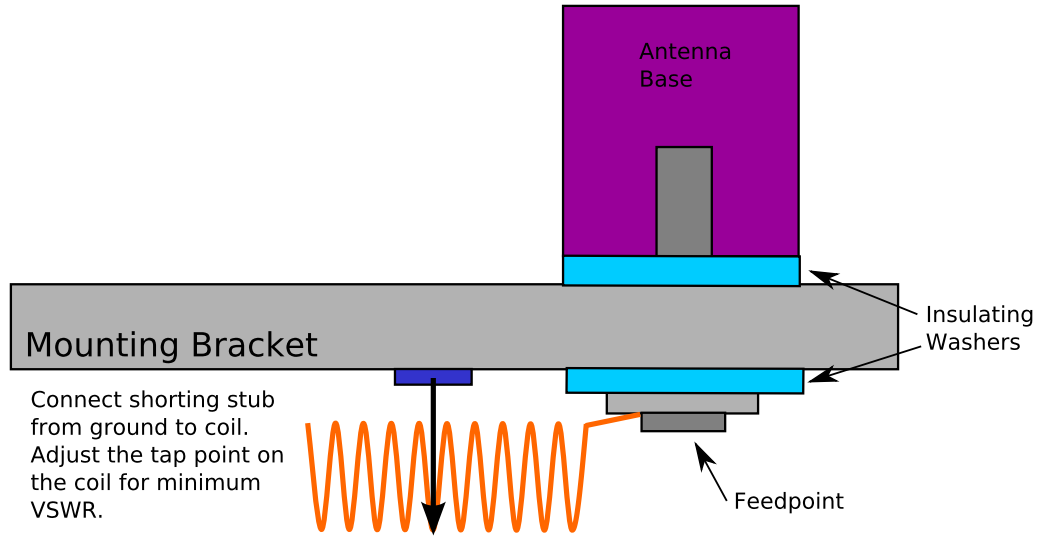 Antenna
Base
Insulating
Washers
Mounting Bracket
Connect shorting stub
from ground to coil.
Adjust the tap point on
the coil for minimum
VSWR.
Feedpoint